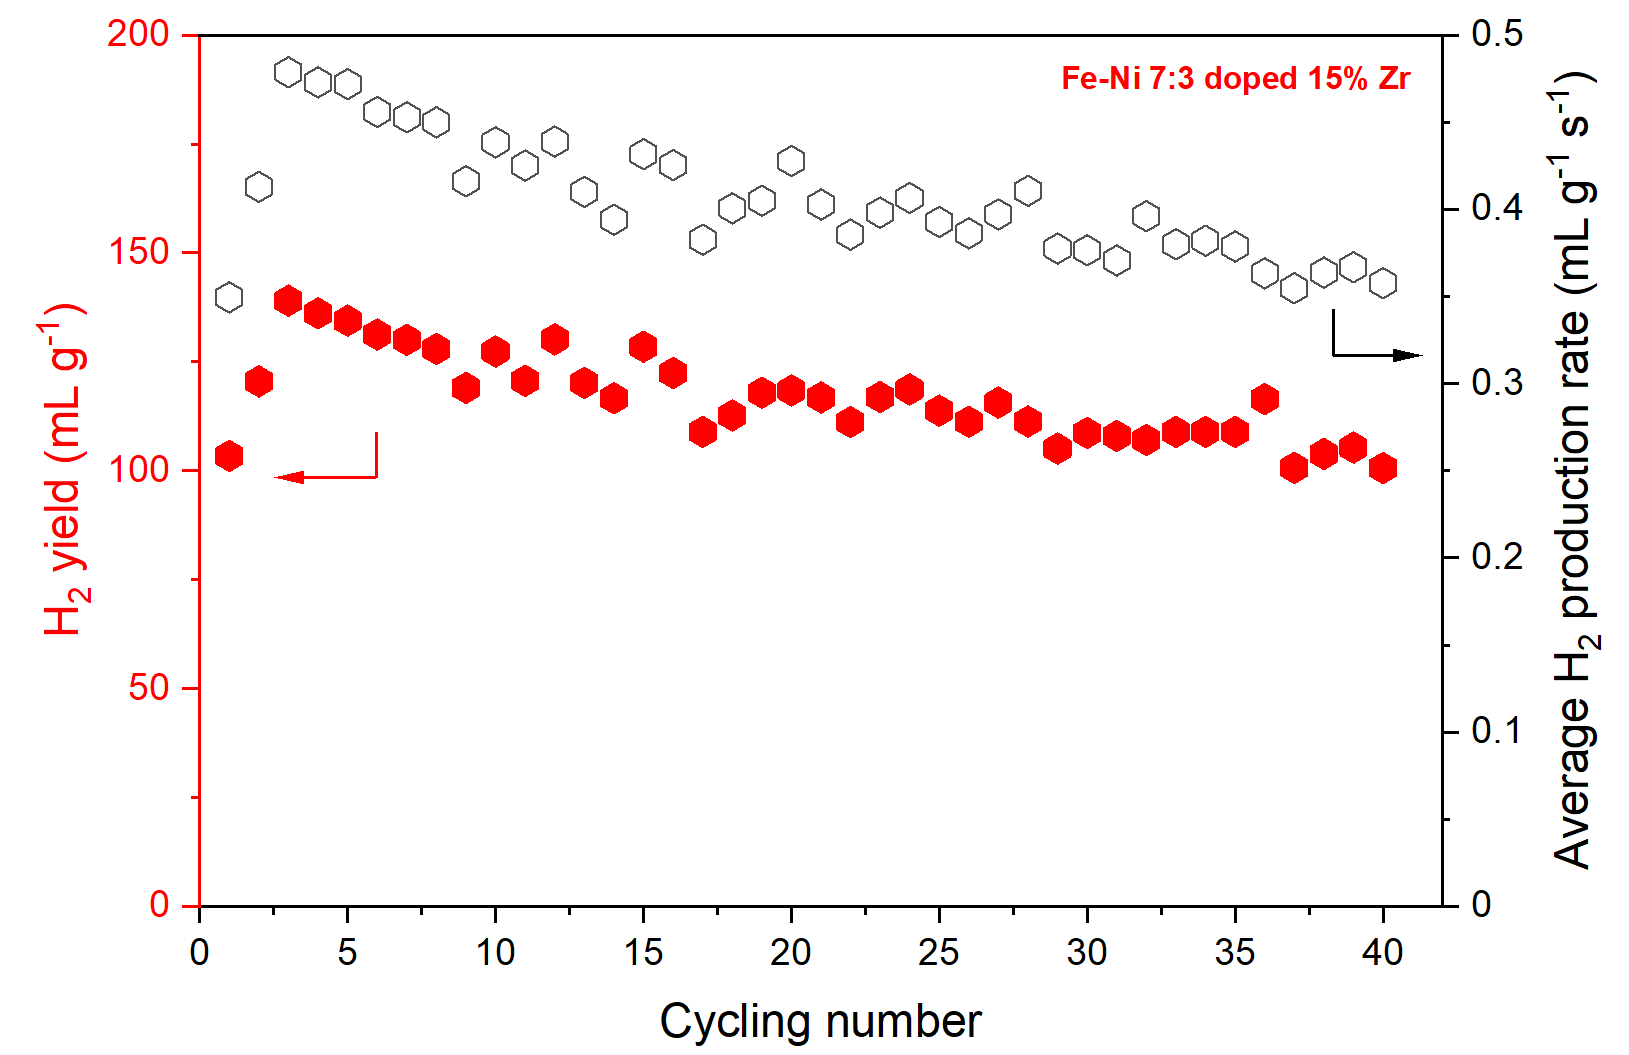 Fe-Ni 7:3 doped 15% Zr
H₂ yield (mL g⁻¹)
200
150
100
50
0
Average H₂ production rate (mL g⁻¹ s⁻¹)
0.5
0.4
0.3
0.2
0.1
0
0 5 10 15 20 25 30 35 40
Cycling number